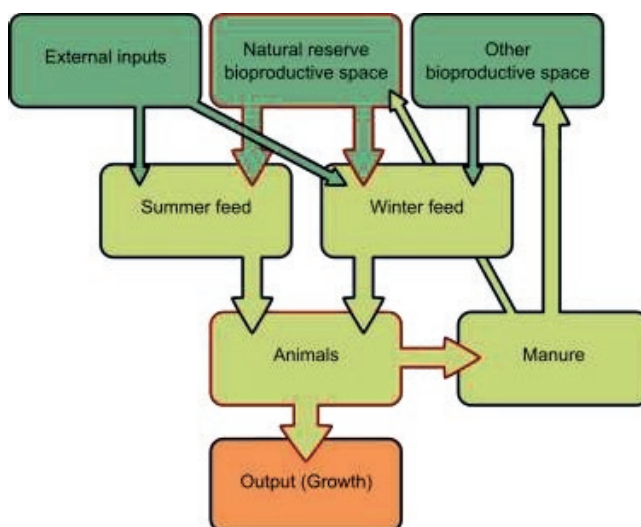 External inputs
Natural reserve
bioproductive space
Other
bioproductive space
Summer feed
Winter feed
Animals
Manure
Output (Growth)